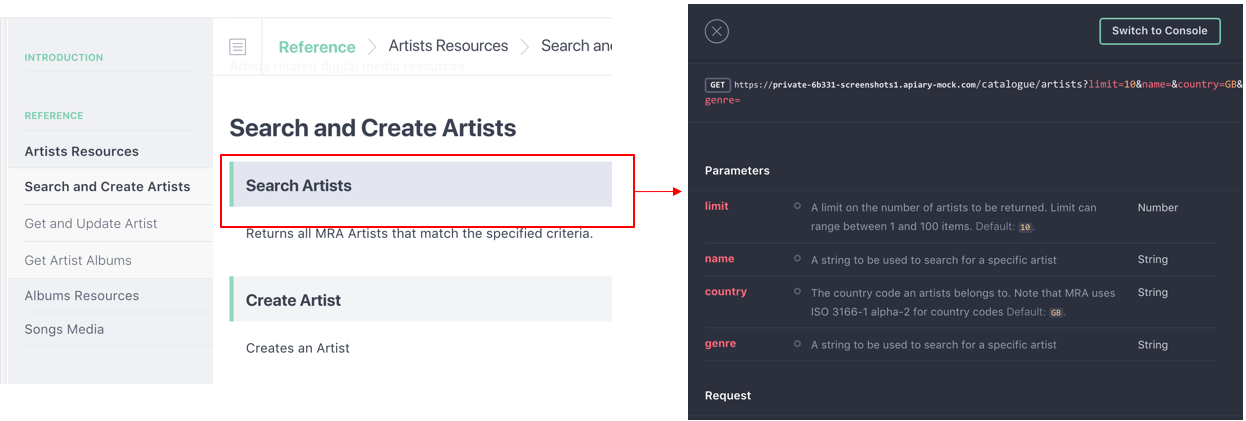 INTRODUCTION
REFERENCE
Artists Resources
Search and Create Artists
Get and Update Artist
Get Artist Albums
Albums Resources
Songs Media
Reference Artists Resources Search and
Artists related digital media resources
Search and Create Artists
Search Artists
Returns all MRA Artists that match the specified criteria.
Create Artist
Creates an Artist
Switch to Console
GET https://private-6b331-screenshots1.apiary-mock.com/catalogue/artists?limit=10&name=&country=GB&
genre=
Parameters
limit A limit on the number of artists to be returned. Limit can Number
range between 1 and 100 items. Default: 10.
name A string to be used to search for a specific artist String
country The country code an artists belongs to. Note that MRA uses String
ISO 3166-1 alpha-2 for country codes Default: GB.
genre A string to be used to search for a specific artist String
Request